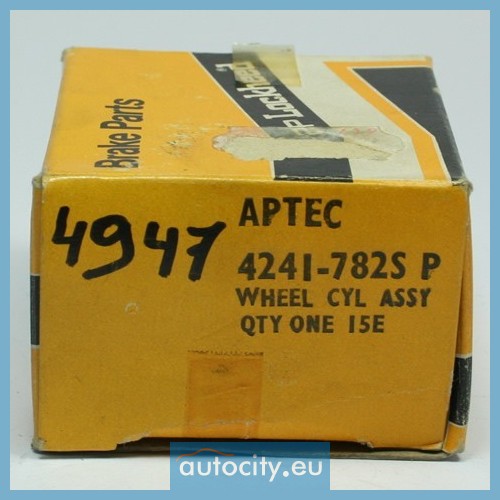 Brake Parts
4947
APTEC
4241-782S P
WHEEL CYL ASSY
QTY ONE 15E
autocity.eu